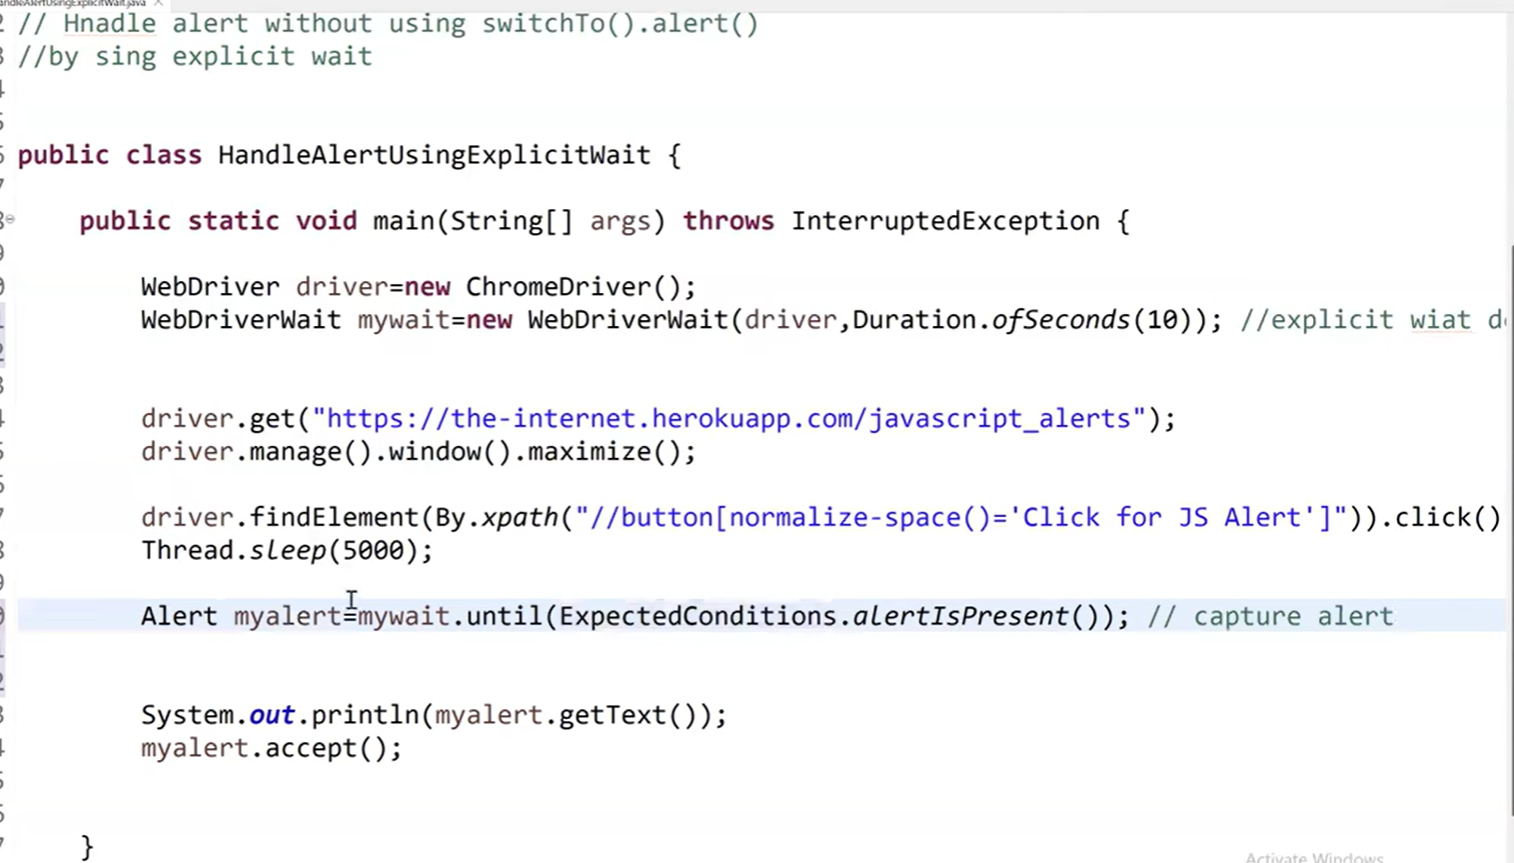 // Hnadle alert without using switchTo().alert()
//by sing explicit wait
public class HandleAlertUsingExplicitWait {
public static void main(String[] args) throws InterruptedException {
WebDriver driver=new ChromeDriver();
WebDriverWait mywait=new WebDriverWait(driver,Duration.ofSeconds(10)); //explicit wiat
driver.get("https://the-internet.herokuapp.com/javascript_alerts");
driver.manage().window().maximize();
driver.findElement(By.xpath("//button[normalize-space()='Click for JS Alert']")).click()
Thread.sleep(5000);
Alert myalert=mywait.until(ExpectedConditions.alertIsPresent()); // capture alert
System.out.println(myalert.getText());
myalert.accept();
}
Activate Windows